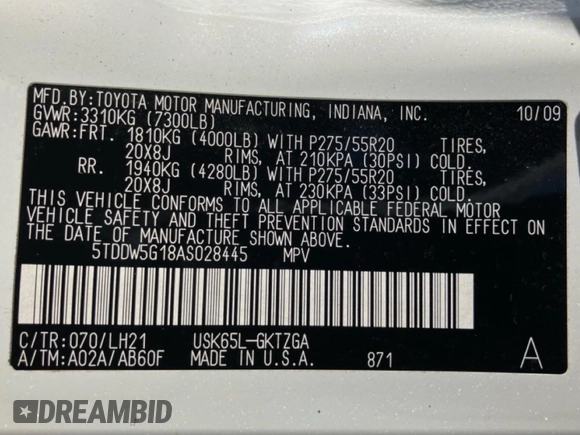 MFD.BY:TOYOTA MOTOR MANUFACTURING, INDIANA, INC. 10/09
GVWR:3310KG (7300LB)
GAWR:FRT. 1810KG (4000LB) WITH P275/55R20 TIRES,
20X8J RIMS, AT 210KPA (30PSI) COLD.
RR. 1940KG (4280LB) WITH P275/55R20 TIRES,
20X8J RIMS, AT 230KPA (33PSI) COLD.
THIS VEHICLE CONFORMS TO ALL APPLICABLE FEDERAL MOTOR
VEHICLE SAFETY AND THEFT PREVENTION STANDARDS IN EFFECT ON
THE DATE OF MANUFACTURE SHOWN ABOVE.
5TDDW5G18AS028445 MPV
C/TR:070/LH21 USK65L-GKTZGA
A/TM:A02A/AB60F MADE IN U.S.A. 871 A
DREAMBID